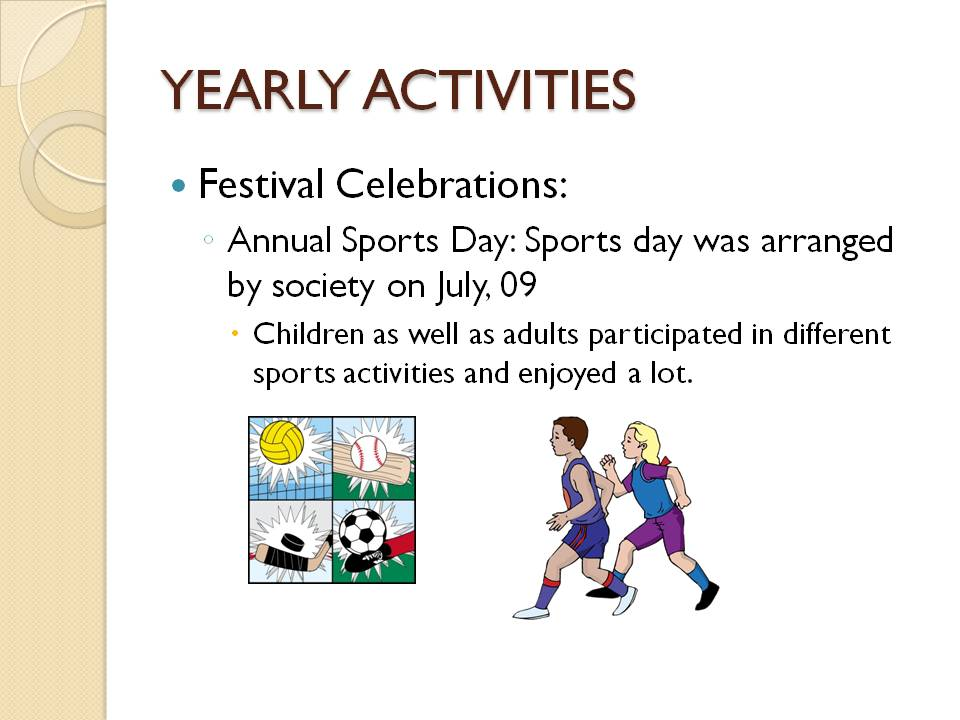 YEARLY ACTIVITIES
Festival Celebrations:
Annual Sports Day: Sports day was arranged
by society on July, 09
Children as well as adults participated in different
sports activities and enjoyed a lot.